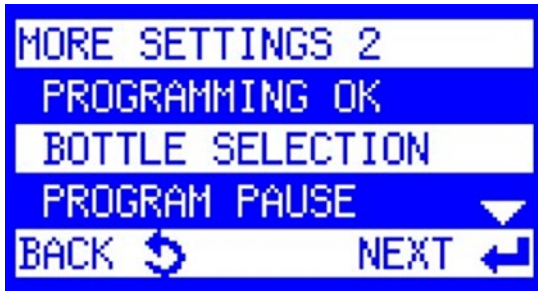 MORE SETTINGS 2
PROGRAMMING OK
BOTTLE SELECTION
PROGRAM PAUSE
BACK NEXT